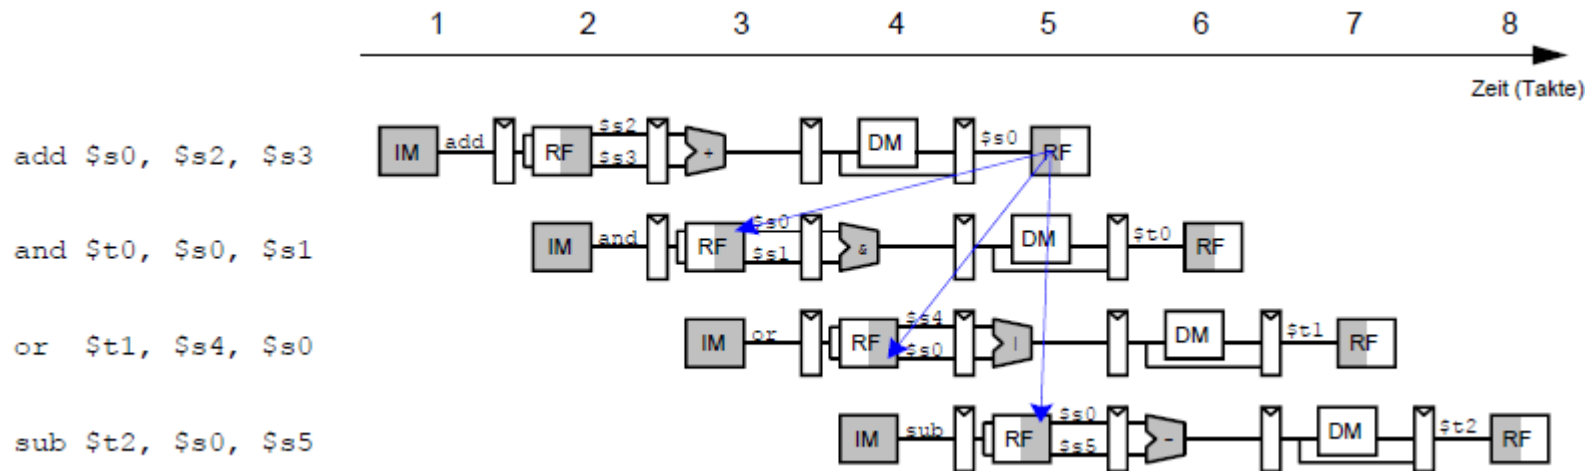 1 2 3 4 5 6 7 8
Zeit (Takte)
add $s0, $s2, $s3 IM add RF $s2 $s3 + DM $s0 RF
and $t0, $s0, $s1 IM and RF $s0 $s1 & DM $t0 RF
or $t1, $s4, $s0 IM or RF $s4 $s0 | DM $t1 RF
sub $t2, $s0, $s5 IM sub RF $s0 $s5 - DM $t2 RF